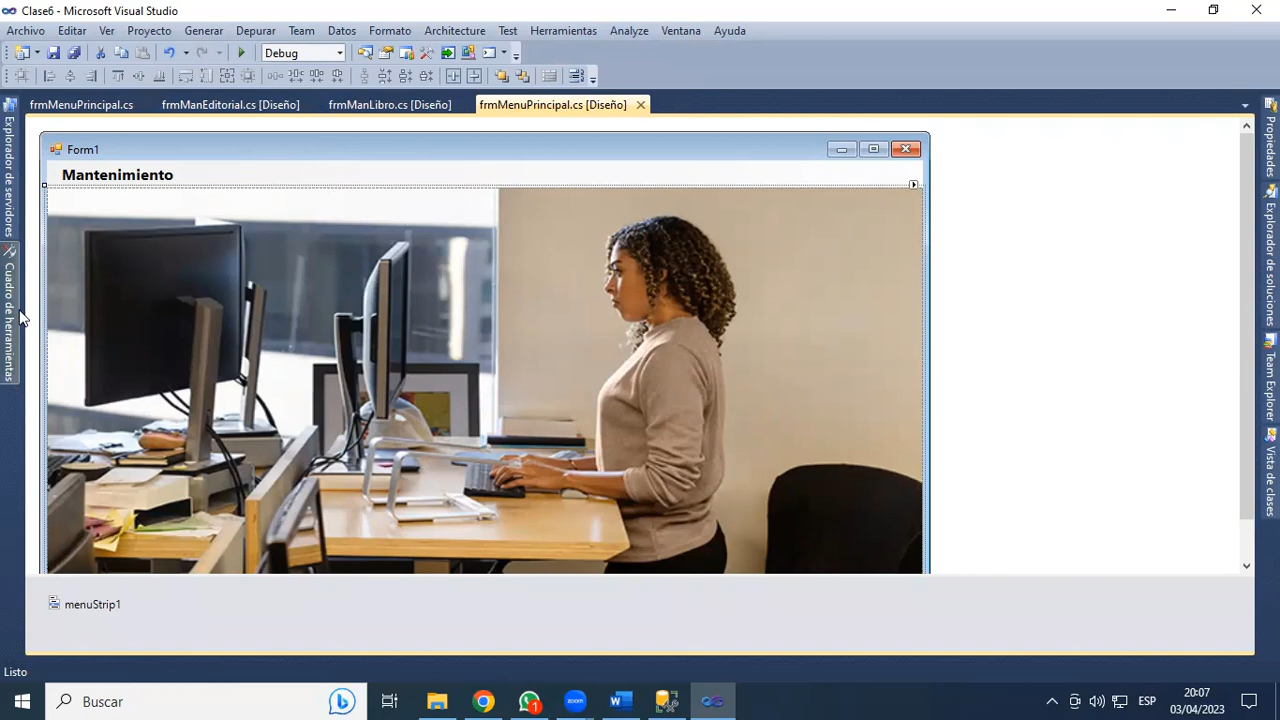 Clase6 - Microsoft Visual Studio
Archivo Editar Ver Proyecto Generar Depurar Team Datos Formato Architecture Test Herramientas Analyze Ventana Ayuda
Debug
frmMenuPrincipal.cs frmManEditorial.cs [Diseño] frmManLibro.cs [Diseño] frmMenuPrincipal.cs [Diseño]
Explorador de servidores
Cuadro de herramientas
Form1
Mantenimiento
Propiedades
Explorador de soluciones
Team Explorer
Vista de clases
menuStrip1
Listo
Buscar
1
zoom
ESP
20:07
03/04/2023